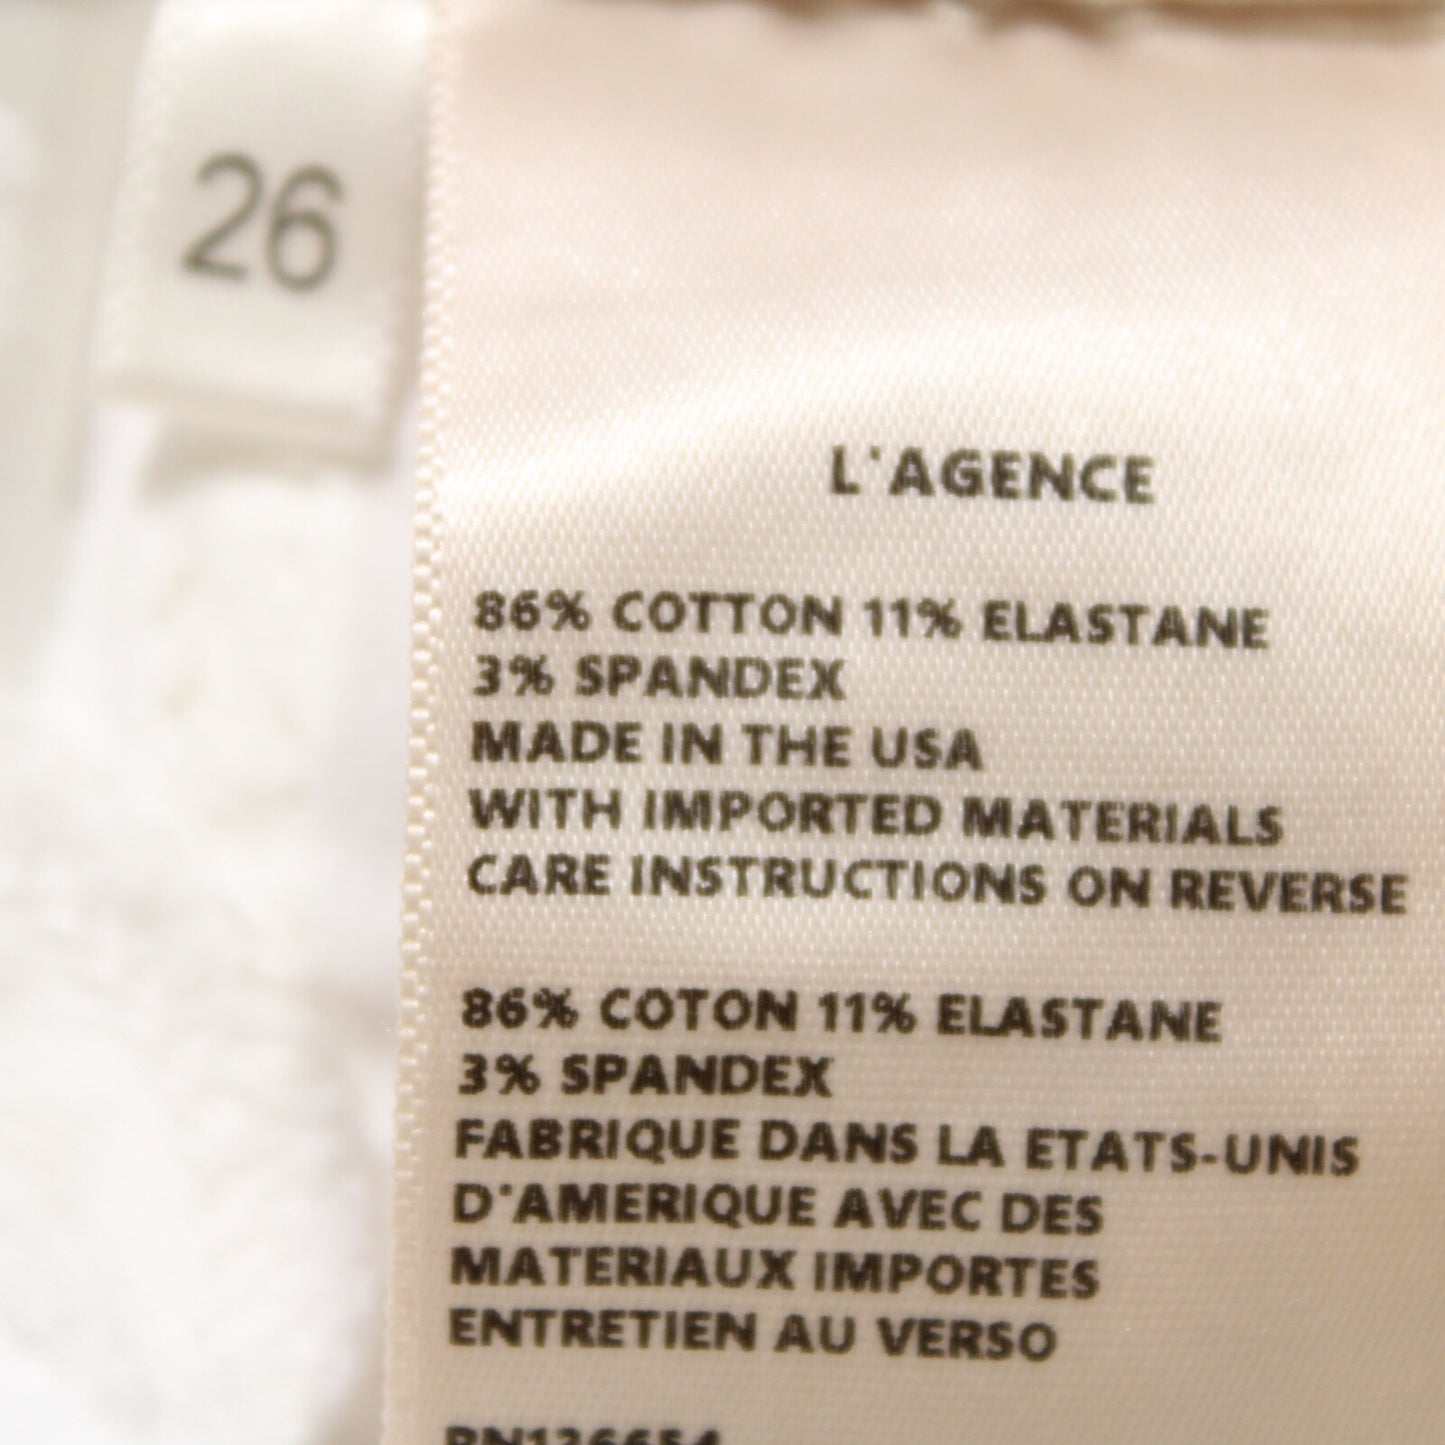 26
L'AGENCE
86% COTTON 11% ELASTANE
3% SPANDEX
MADE IN THE USA
WITH IMPORTED MATERIALS
CARE INSTRUCTIONS ON REVERSE
86% COTON 11% ELASTANE
3% SPANDEX
FABRIQUE DANS LA ETATS-UNIS
D'AMERIQUE AVEC DES
MATERIAUX IMPORTES
ENTRETIEN AU VERSO
RN126654